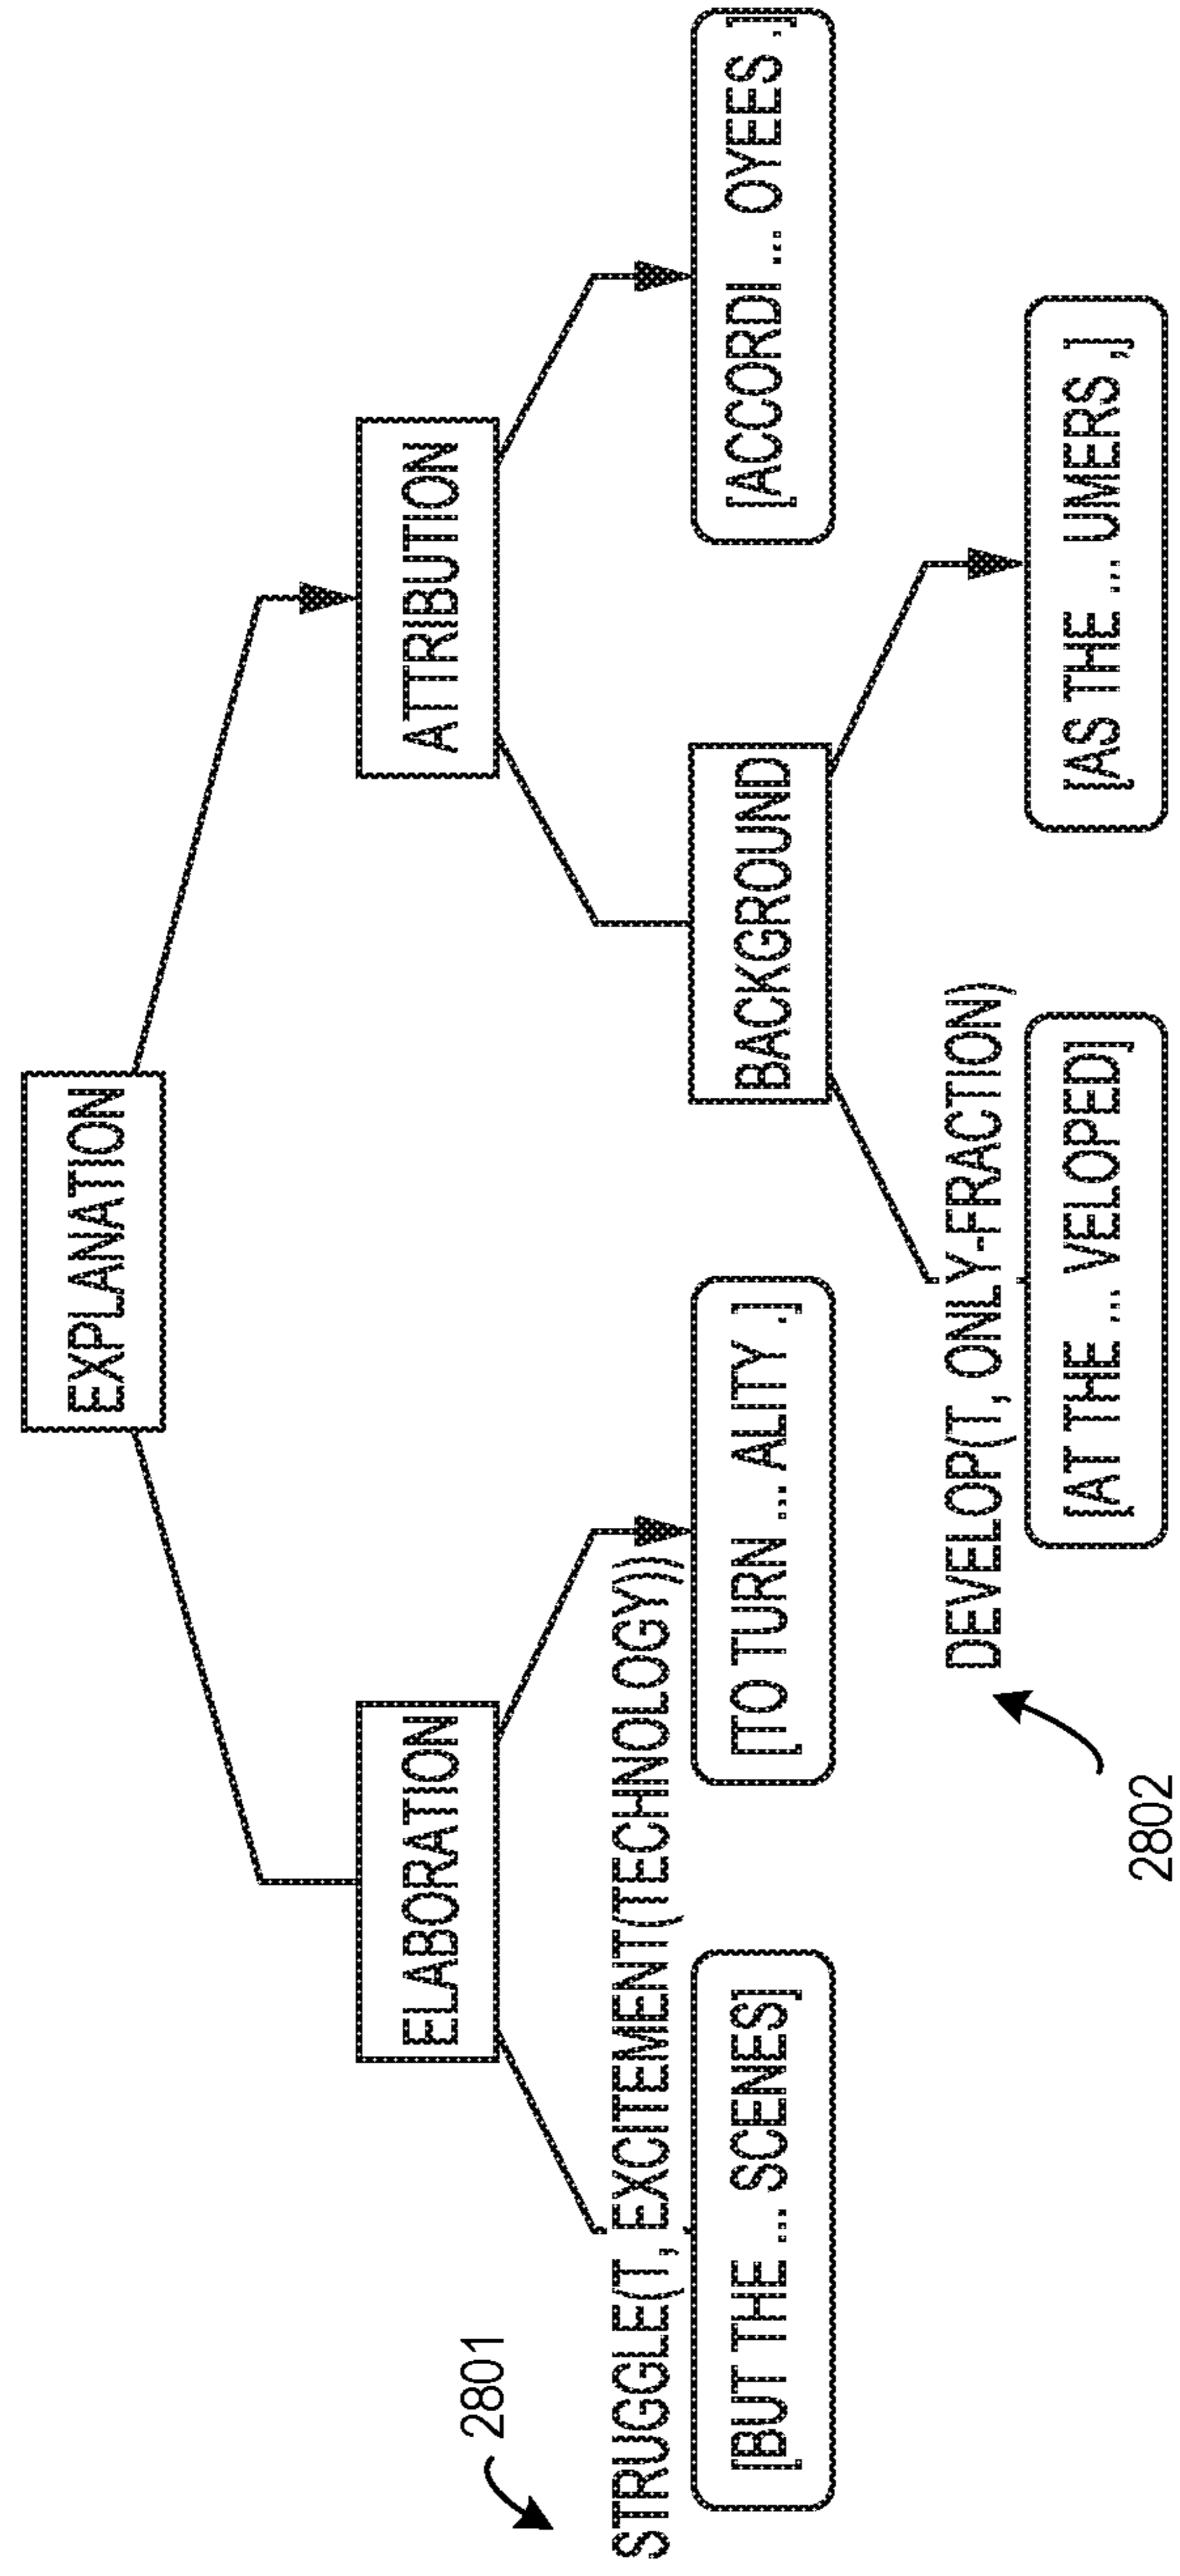 EXPLANATION
ELABORATION
ATTRIBUTION
2801
STRUGGLE(T, EXCITEMENT(TECHNOLOGY))
[BUT THE ... SCENES]
[TO TURN ... ALITY .]
BACKGROUND
[ACCORDI ... OYEES ,]
DEVELOP(T, ONLY-FRACTION)
2802
[AT THE ... VELOPED]
[AS THE ... UMERS ,]